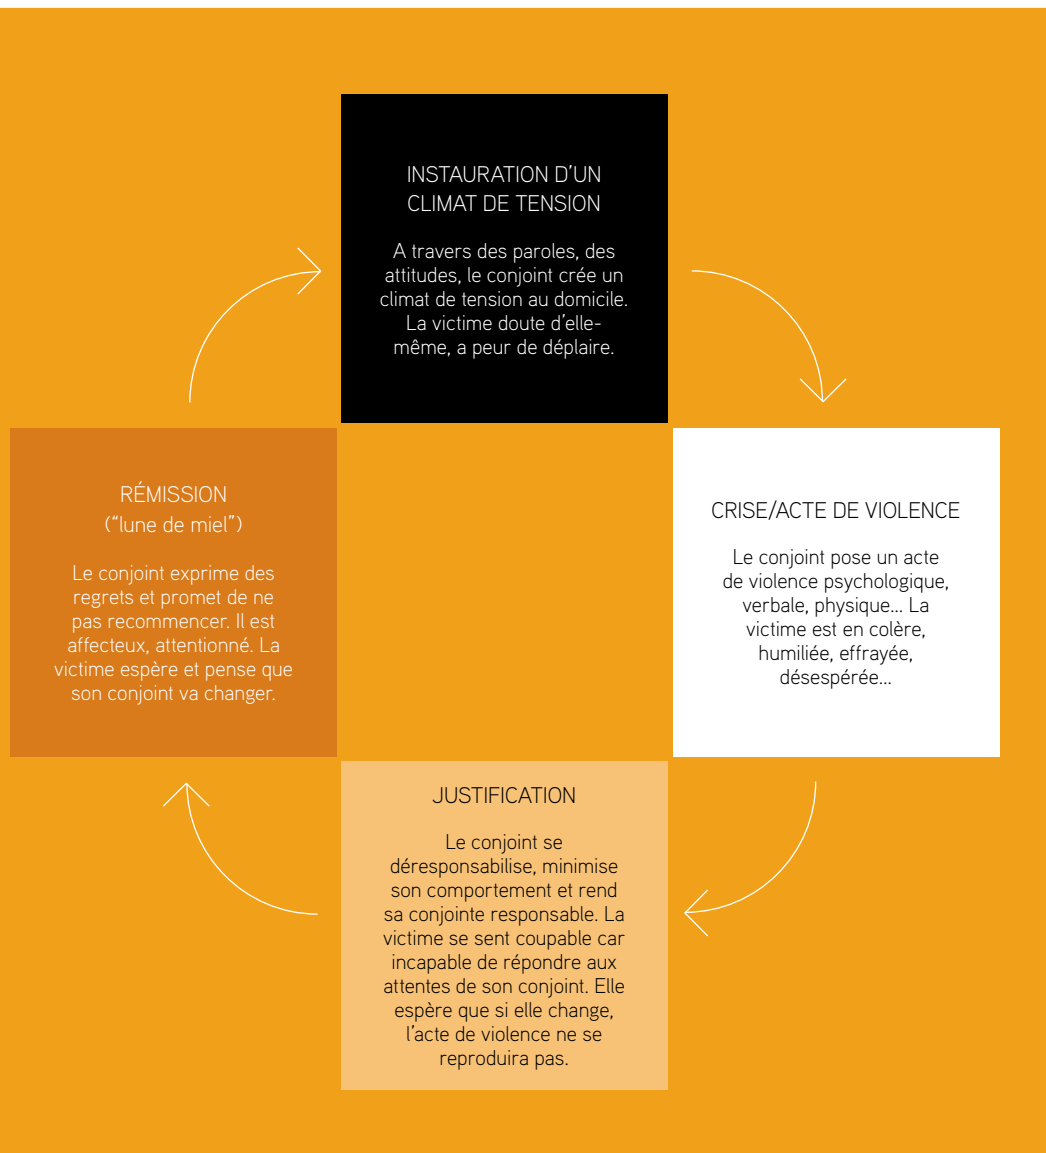 INSTAURATION D'UN
CLIMAT DE TENSION
A travers des paroles, des
attitudes, le conjoint crée un
climat de tension au domicile.
La victime doute d'elle-
même, a peur de déplaire.
CRISE/ACTE DE VIOLENCE
Le conjoint pose un acte
de violence psychologique,
verbale, physique... La
victime est en colère,
humiliée, effrayée,
désespérée...
JUSTIFICATION
Le conjoint se
déresponsabilise, minimise
son comportement et rend
sa conjointe responsable. La
victime se sent coupable car
incapable de répondre aux
attentes de son conjoint. Elle
espère que si elle change,
l'acte de violence ne se
reproduira pas.
RÉMISSION
("lune de miel")
Le conjoint exprime des
regrets et promet de ne
pas recommencer. Il est
affecteux, attentionné. La
victime espère et pense que
son conjoint va changer.